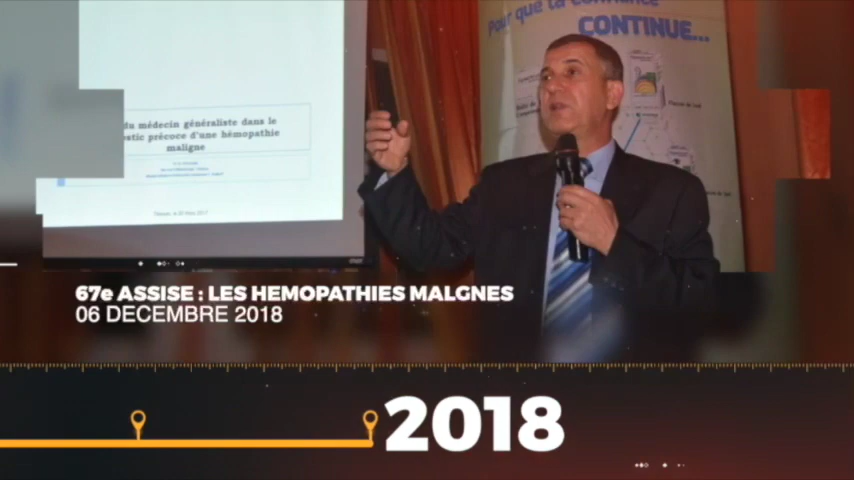 Pour que la confiance
CONTINUE...
du médecin généraliste dans le
ostic précoce d'une hémopathie
maligne
67e ASSISE : LES HEMOPATHIES MALGNES
06 DECEMBRE 2018
2018